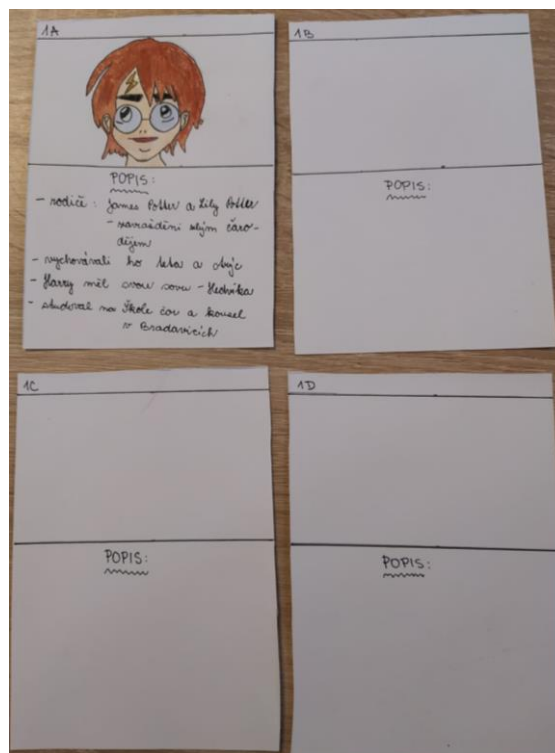 1A
POPIS:
- rodiče: James Potter a Lily Potter
- zavražděni zlým čaro-
dějem
- vychovávali ho teta a strýc
- Harry měl svou sovu - Hedvika
- studoval na Škole čar a kouzel
v Bradavicích
1B
POPIS:
1C
POPIS:
1D
POPIS: